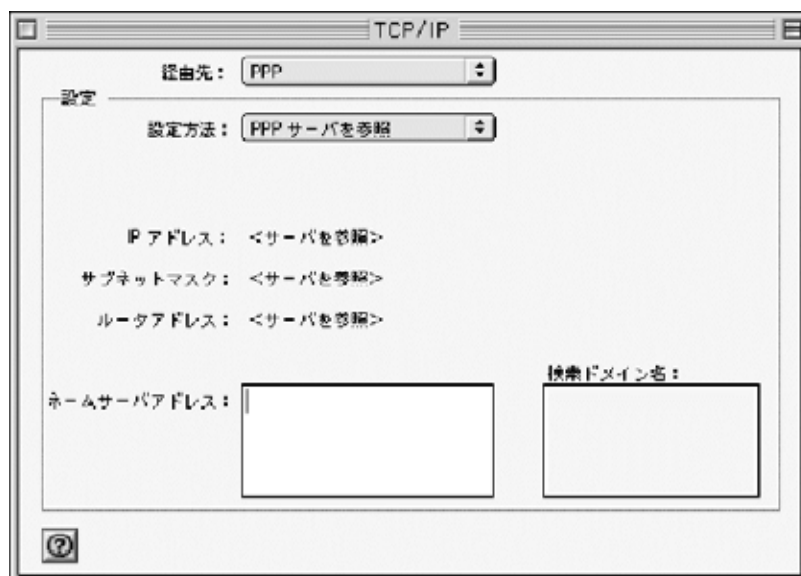 TCP/IP
経由先： PPP
設定
設定方法： PPP サーバを参照
IP アドレス： <サーバを参照>
サブネットマスク： <サーバを参照>
ルータアドレス： <サーバを参照>
検索ドメイン名：
ネームサーバアドレス：
?